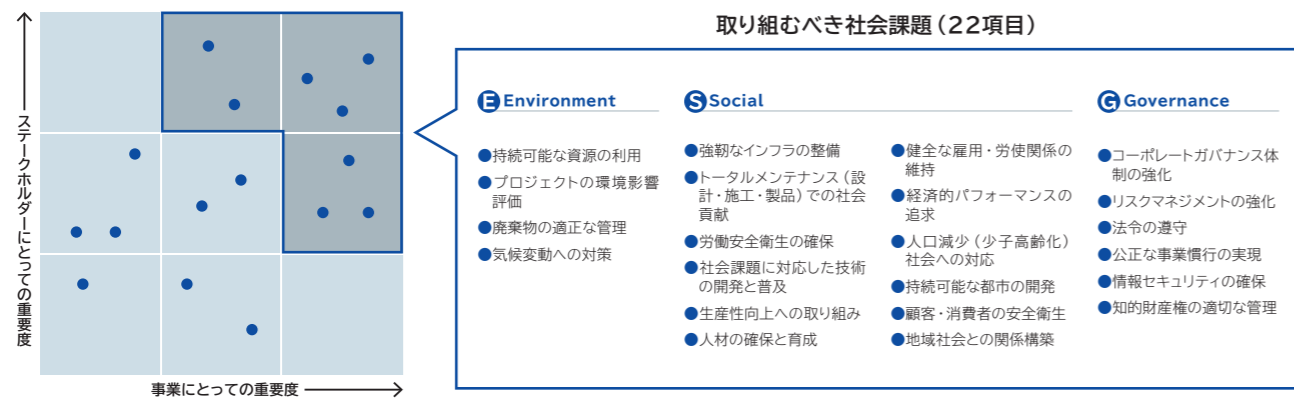 ステークホルダーにとっての重要度
事業にとっての重要度
取り組むべき社会課題（22項目）
E Environment
●持続可能な資源の利用
●プロジェクトの環境影響
評価
●廃棄物の適正な管理
●気候変動への対策
S Social
●強靭なインフラの整備
●トータルメンテナンス（設
計・施工・製品）での社会
貢献
●労働安全衛生の確保
●社会課題に対応した技術
の開発と普及
●生産性向上への取り組み
●人材の確保と育成
●健全な雇用・労使関係の
維持
●経済的パフォーマンスの
追求
●人口減少（少子高齢化）
社会への対応
●持続可能な都市の開発
●顧客・消費者の安全衛生
●地域社会との関係構築
G Governance
●コーポレートガバナンス体
制の強化
●リスクマネジメントの強化
●法令の遵守
●公正な事業慣行の実現
●情報セキュリティの確保
●知的財産権の適切な管理